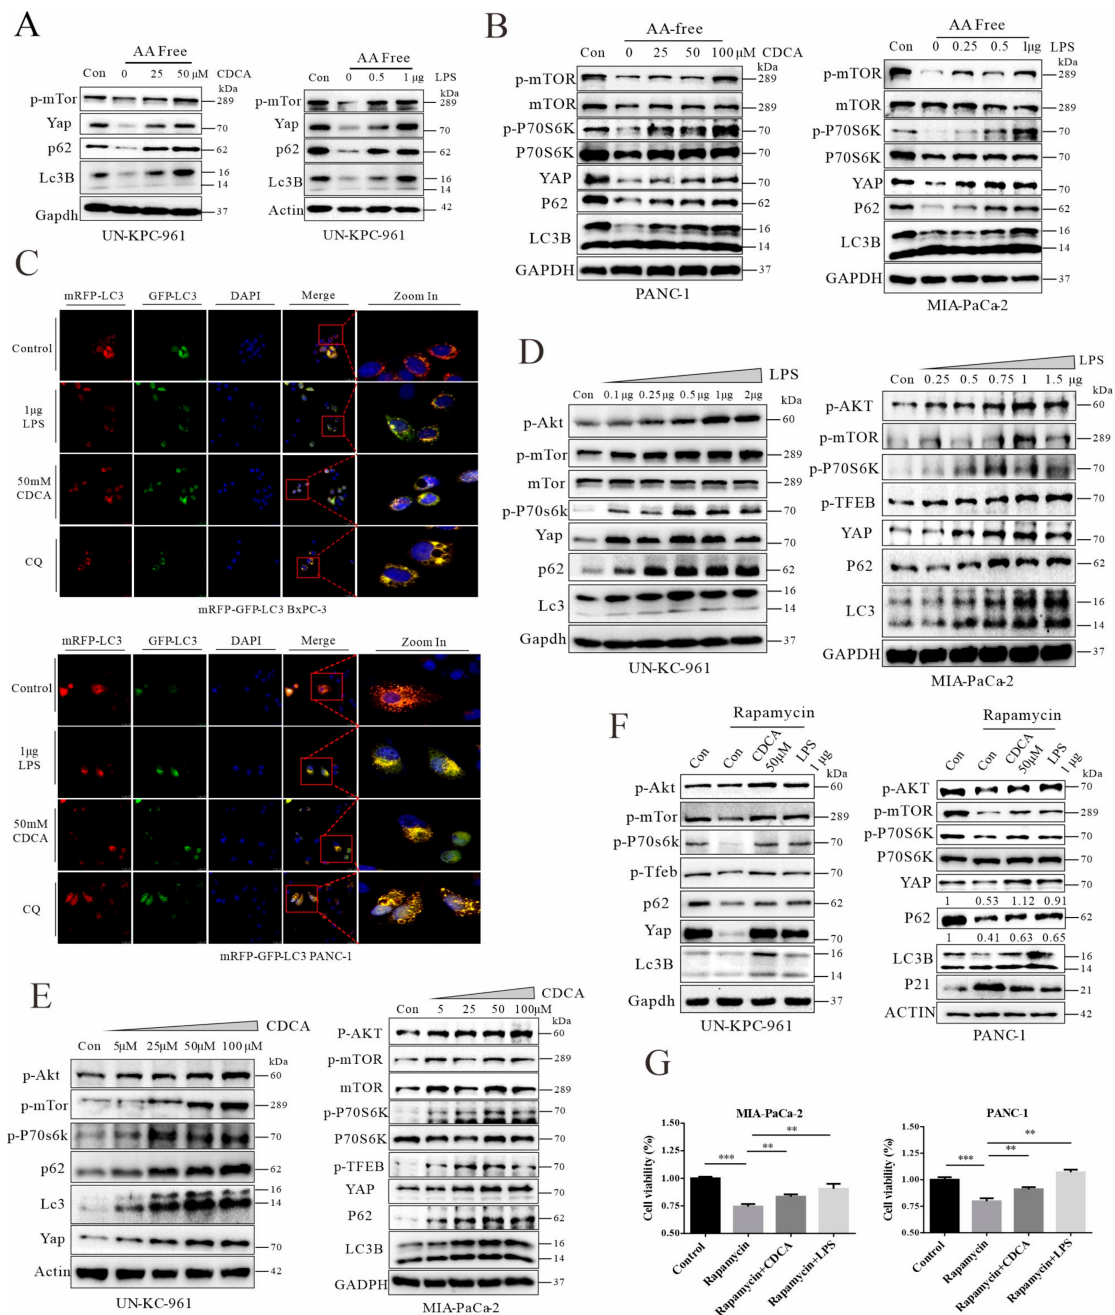 A
AA Free
Con 0 25 50 μM CDCA
kDa
p-mTor 289
Yap 70
p62 62
Lc3B 16
14
Gapdh 37
UN-KPC-961
AA Free
Con 0 0.5 1 μg LPS
kDa
p-mTor 289
Yap 70
p62 62
Lc3B 16
14
Actin 42
UN-KPC-961
B
AA-free
Con 0 25 50 100 μM CDCA
kDa
p-mTOR 289
mTOR 289
p-P70S6K 70
P70S6K 70
YAP 70
P62 62
LC3B 16
14
GAPDH 37
PANC-1
AA Free
Con 0 0.25 0.5 1μg LPS
kDa
p-mTOR 289
mTOR 289
p-P70S6K 70
P70S6K 70
YAP 70
P62 62
LC3B 16
14
GAPDH 37
MIA-PaCa-2
C
mRFP-LC3 GFP-LC3 DAPI Merge Zoom In
Control
1μg
LPS
50mM
CDCA
CQ
mRFP-GFP-LC3 BxPC-3
mRFP-LC3 GFP-LC3 DAPI Merge Zoom In
Control
1μg
LPS
50mM
CDCA
CQ
mRFP-GFP-LC3 PANC-1
D
LPS
Con 0.1 μg 0.25 μg 0.5 μg 1μg 2μg
kDa
p-Akt 60
p-mTor 289
mTor 289
p-P70s6k 70
Yap 70
p62 62
Lc3 16
14
Gapdh 37
UN-KC-961
LPS
Con 0.25 0.5 0.75 1 1.5 μg
kDa
p-AKT 60
p-mTOR 289
p-P70S6K 70
p-TFEB 70
YAP 70
P62 62
LC3 16
14
GAPDH 37
MIA-PaCa-2
E
CDCA
Con 5μM 25μM 50μM 100 μM
kDa
p-Akt 60
p-mTor 289
p-P70s6k 70
p62 62
Lc3 16
14
Yap 70
Actin 42
UN-KC-961
CDCA
Con 5 25 50 100μM
kDa
P-AKT 60
p-mTOR 289
mTOR 289
p-P70S6K 70
P70S6K 70
p-TFEB 70
YAP 70
P62 62
LC3B 16
14
GADPH 37
MIA-PaCa-2
F
Rapamycin
Con Con CDCA 50μM LPS 1 μg
kDa
p-Akt 60
p-mTor 289
p-P70s6k 70
p-Tfeb 70
p62 62
Yap 70
Lc3B 16
14
Gapdh 37
UN-KPC-961
Rapamycin
Con Con CDCA 50μM LPS 1 μg
kDa
p-AKT 70
p-mTOR 289
p-P70S6K 70
P70S6K 70
YAP 70
1 0.53 1.12 0.91
P62 62
1 0.41 0.63 0.65
LC3B 16
14
P21 21
ACTIN 42
PANC-1
G
MIA-PaCa-2
Cell viability (%)
1.50
1.25
1.00
0.75
0.50
*** ** **
Control Rapamycin Rapamycin+CDCA Rapamycin+LPS
PANC-1
Cell viability (%)
1.50
1.25
1.00
0.75
0.50
*** ** **
Control Rapamycin Rapamycin+CDCA Rapamycin+LPS